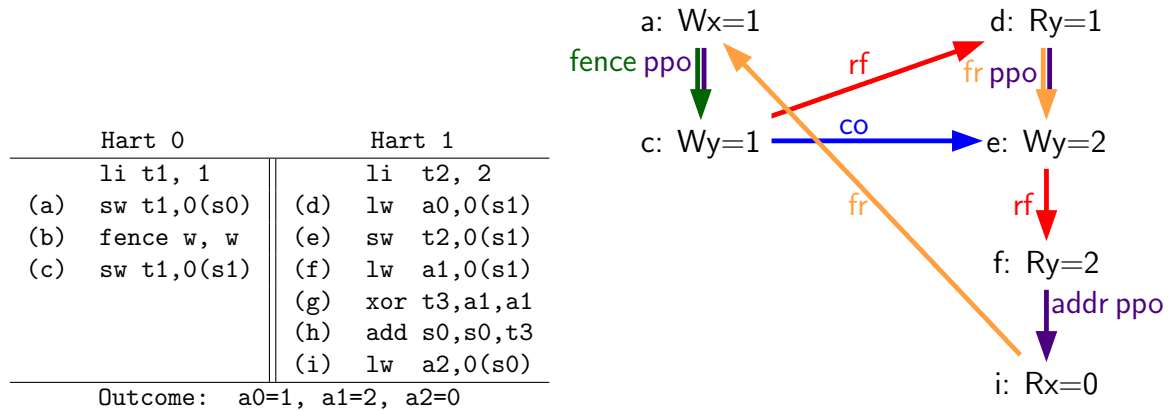 Hart 0 Hart 1
li t1, 1 li t2, 2
(a) sw t1,0(s0) (d) lw a0,0(s1)
(b) fence w, w (e) sw t2,0(s1)
(c) sw t1,0(s1) (f) lw a1,0(s1)
(g) xor t3,a1,a1
(h) add s0,s0,t3
(i) lw a2,0(s0)
Outcome: a0=1, a1=2, a2=0
a: Wx=1 d: Ry=1
fence ppo rf fr ppo
c: Wy=1 co e: Wy=2
fr rf
f: Ry=2
addr ppo
i: Rx=0